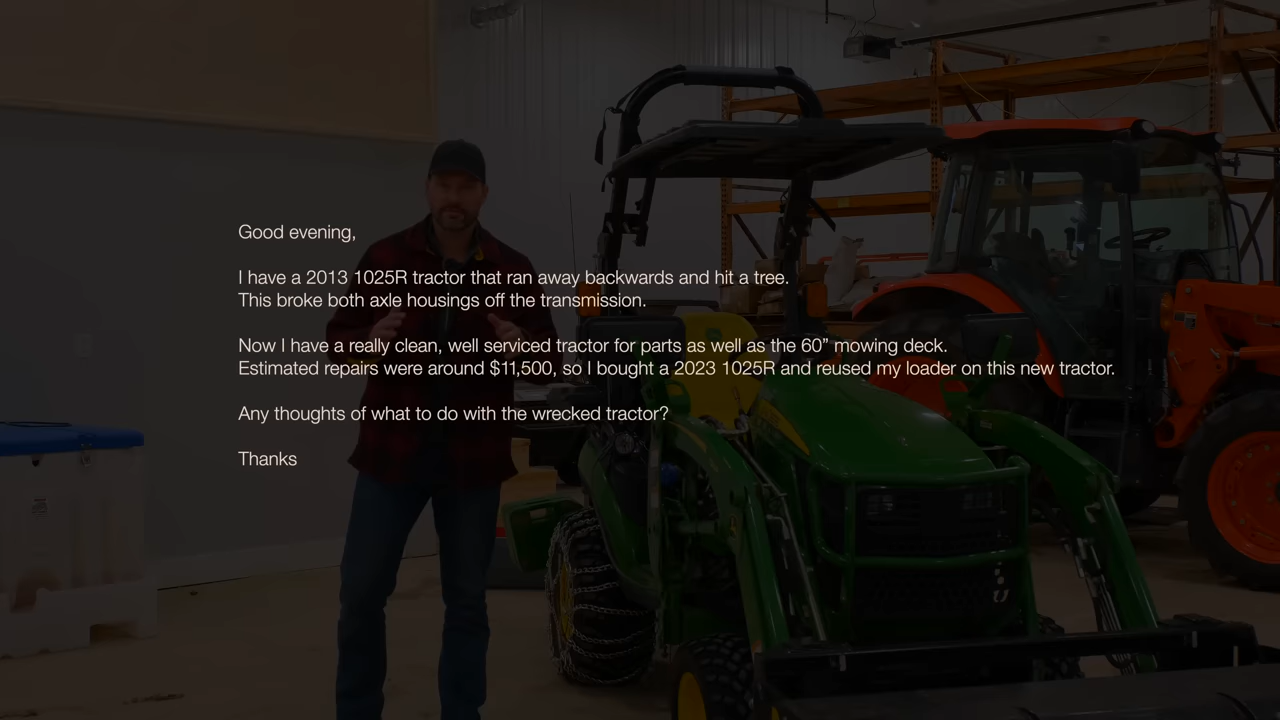 Good evening,
I have a 2013 1025R tractor that ran away backwards and hit a tree.
This broke both axle housings off the transmission.
Now I have a really clean, well serviced tractor for parts as well as the 60” mowing deck.
Estimated repairs were around $11,500, so I bought a 2023 1025R and reused my loader on this new tractor.
Any thoughts of what to do with the wrecked tractor?
Thanks